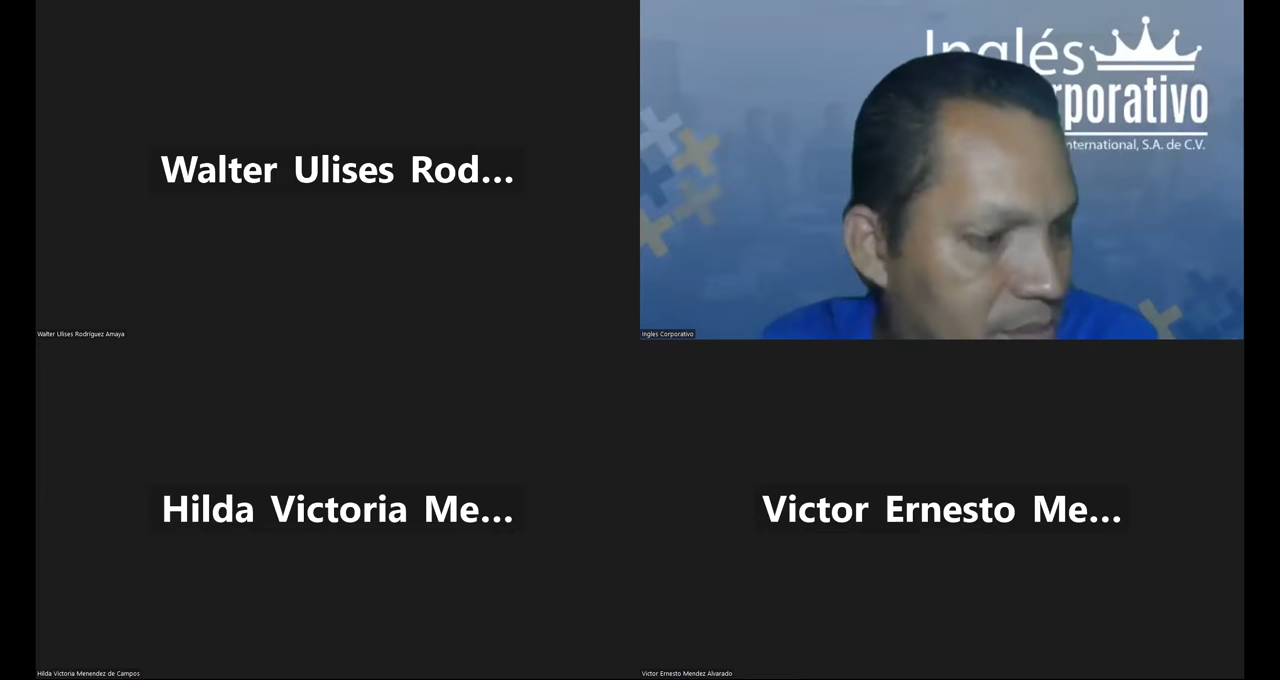 Walter Ulises Rod...
Walter Ulises Rodríguez Amaya
Inglés
rporativo
nternational, S.A. de C.V.
Ingles Corporativo
Hilda Victoria Me...
Hilda Victoria Menendez de Campos
Victor Ernesto Me...
Victor Ernesto Mendez Alvarado